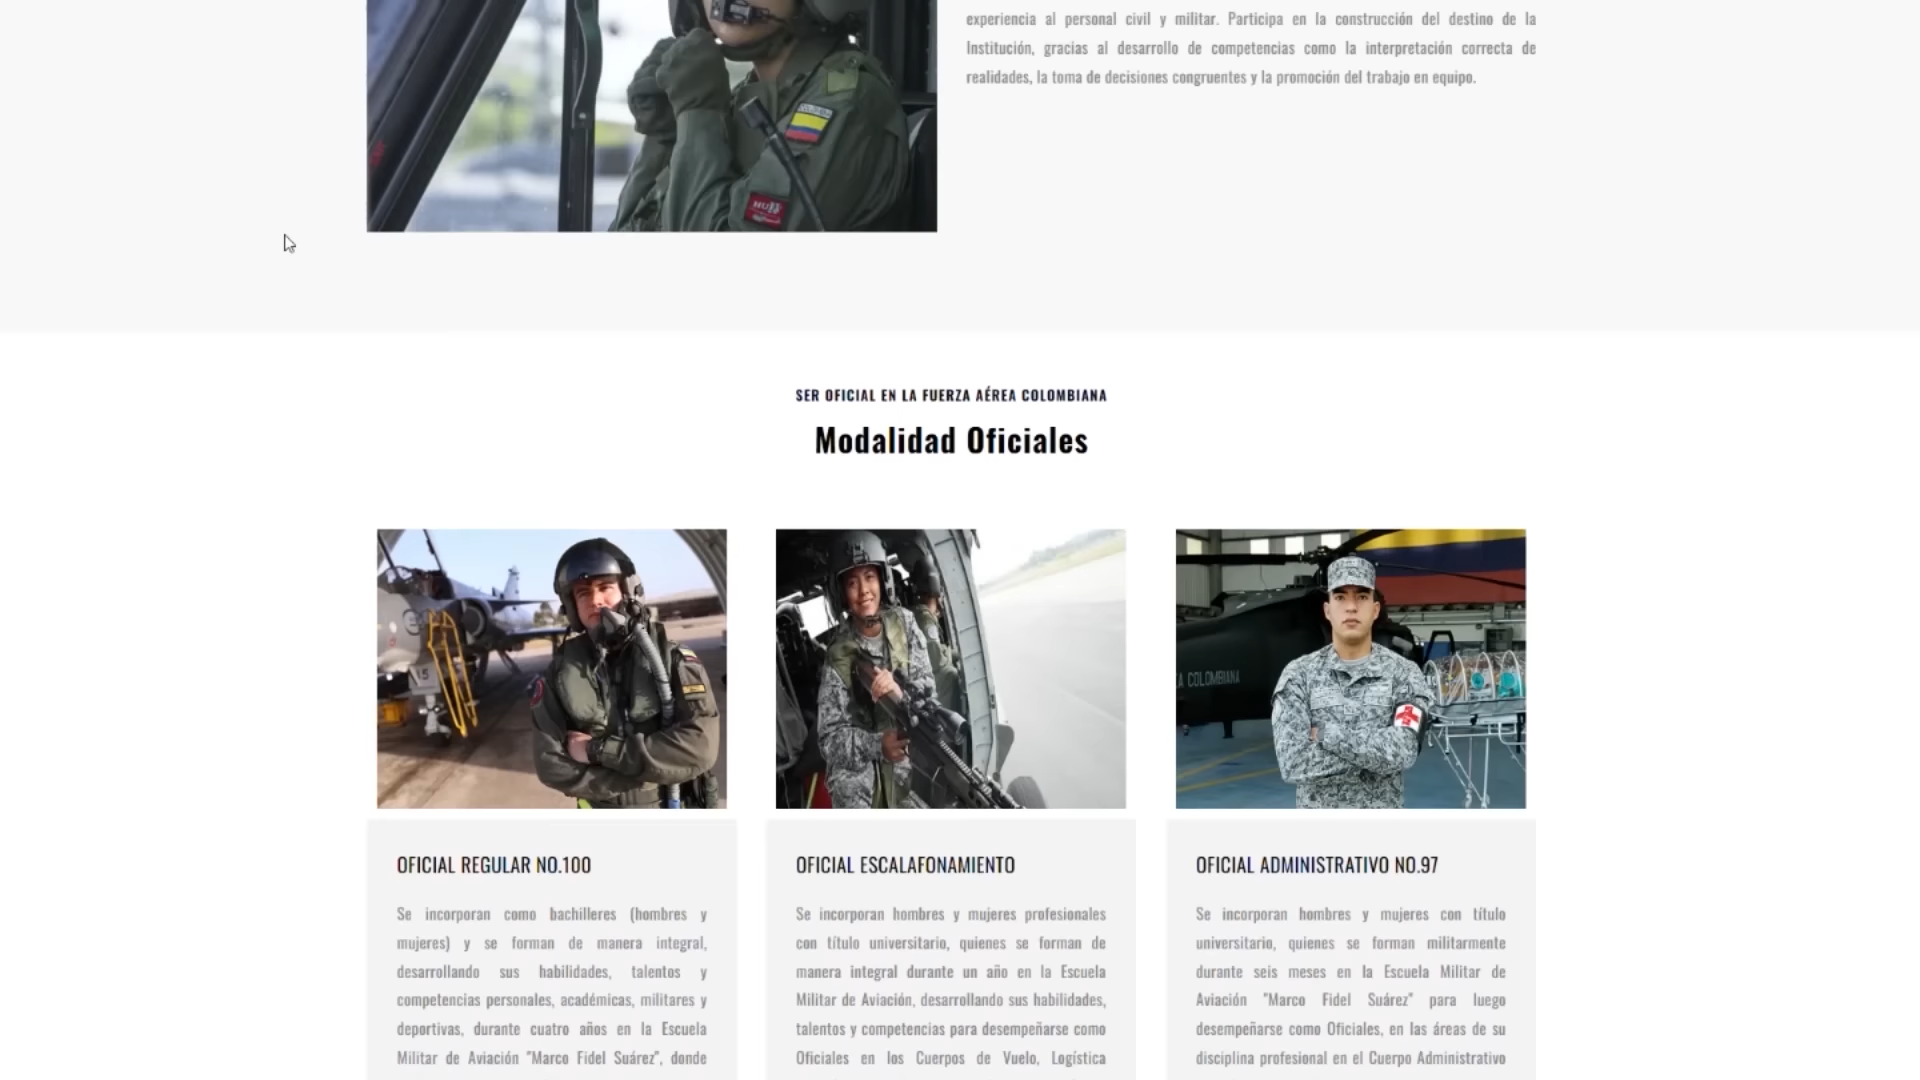 experiencia al personal civil y militar. Participa en la construcción del destino de la
Institución, gracias al desarrollo de competencias como la interpretación correcta de
realidades, la toma de decisiones congruentes y la promoción del trabajo en equipo.
COLOMBIA
SER OFICIAL EN LA FUERZA AÉREA COLOMBIANA
Modalidad Oficiales
15
A COLOMBIANA
OFICIAL REGULAR NO.100
Se incorporan como bachilleres (hombres y
mujeres) y se forman de manera integral,
desarrollando sus habilidades, talentos y
competencias personales, académicas, militares y
deportivas, durante cuatro años en la Escuela
Militar de Aviación "Marco Fidel Suárez", donde
OFICIAL ESCALAFONAMIENTO
Se incorporan hombres y mujeres profesionales
con título universitario, quienes se forman de
manera integral durante un año en la Escuela
Militar de Aviación, desarrollando sus habilidades,
talentos y competencias para desempeñarse como
Oficiales en los Cuerpos de Vuelo, Logística
OFICIAL ADMINISTRATIVO NO.97
Se incorporan hombres y mujeres con título
universitario, quienes se forman militarmente
durante seis meses en la Escuela Militar de
Aviación "Marco Fidel Suárez" para luego
desempeñarse como Oficiales, en las áreas de su
disciplina profesional en el Cuerpo Administrativo